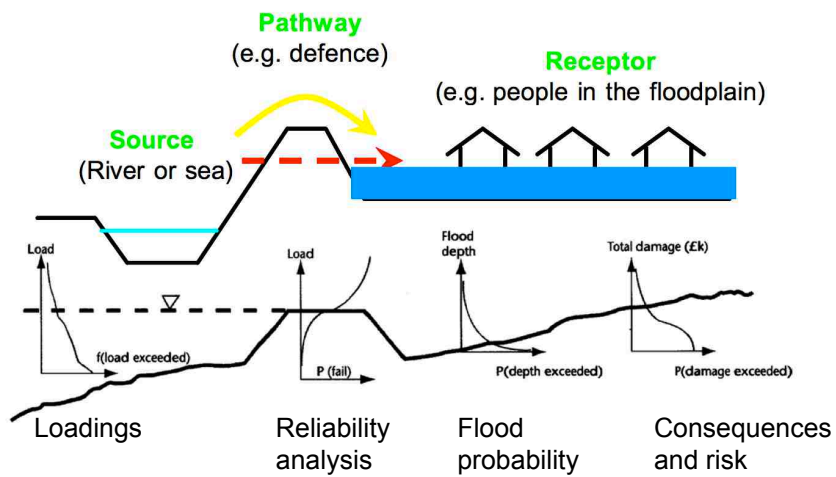 Pathway
(e.g. defence)
Receptor
(e.g. people in the floodplain)
Source
(River or sea)
Load
f(load exceeded)
Load
P (fail)
Flood
depth
P(depth exceeded)
Total damage (£k)
P(damage exceeded)
Loadings
Reliability
analysis
Flood
probability
Consequences
and risk